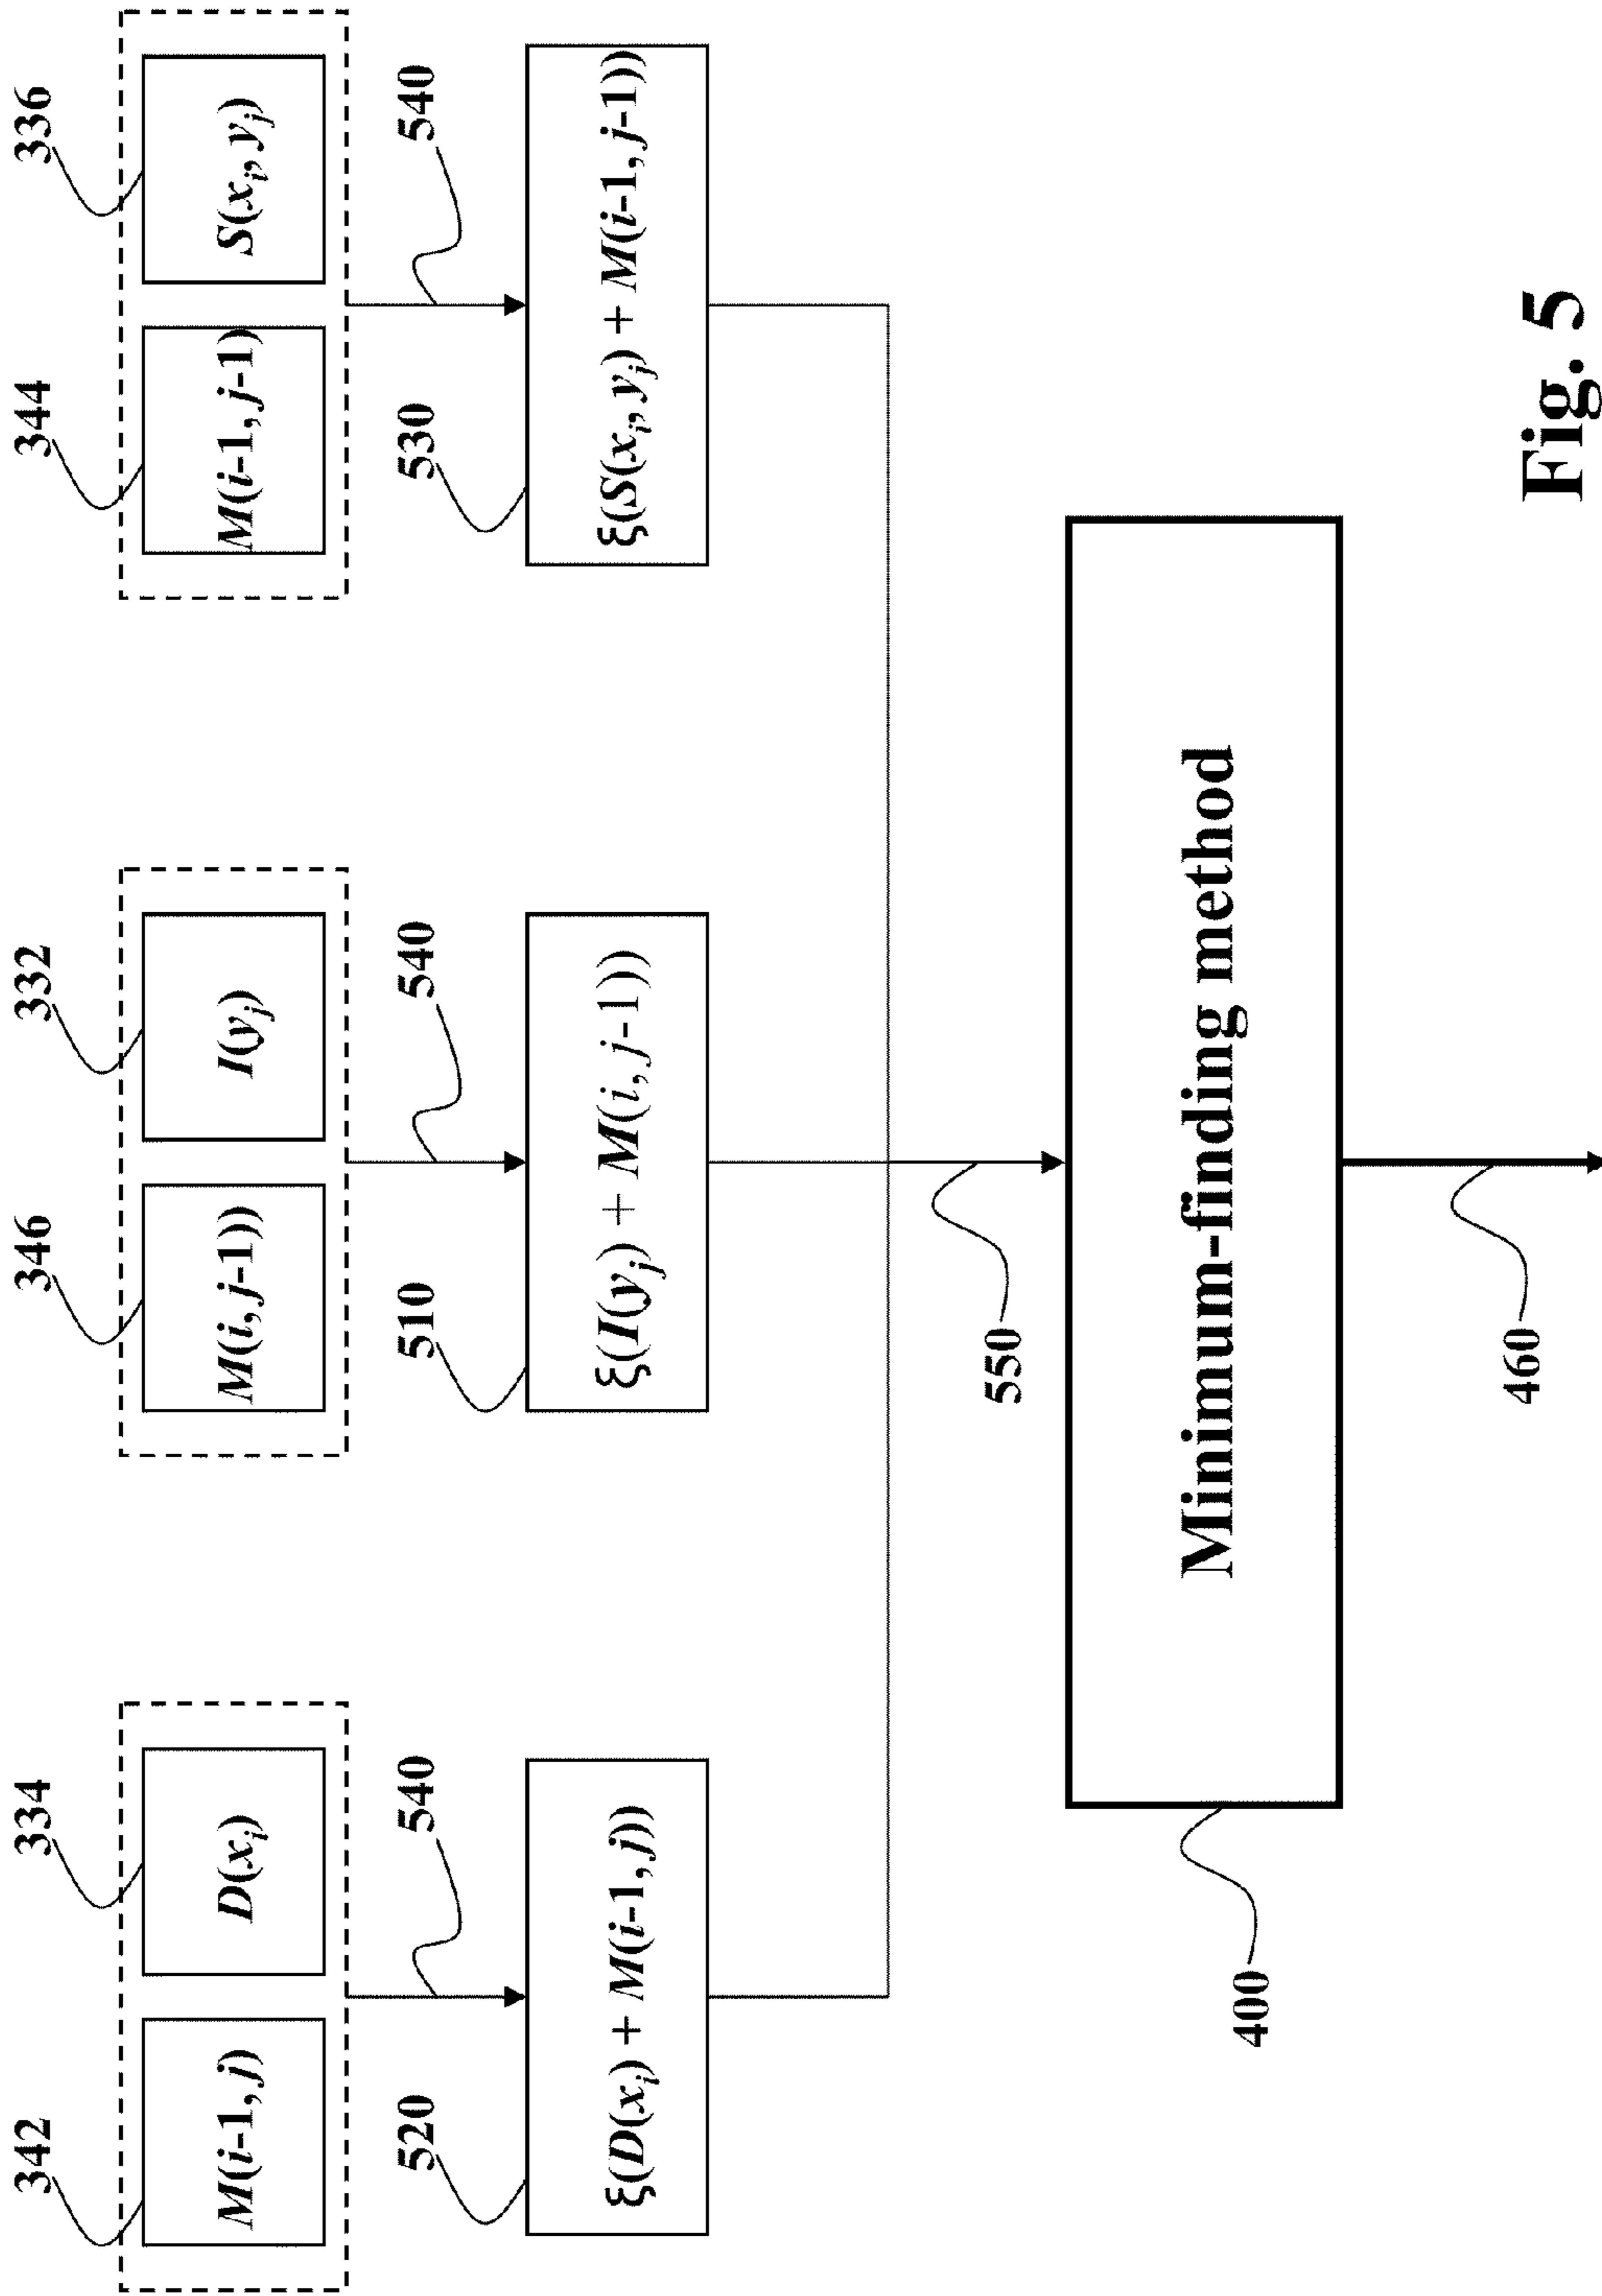 342 334 346 332 344 336
M(i-1, j) D(xᵢ) M(i, j-1)) I(yⱼ) M(i-1, j-1) S(xᵢ, yⱼ)
520 540 510 540 530 540
ξ(D(xᵢ) + M(i-1, j)) ξ(I(yⱼ) + M(i, j-1)) ξ(S(xᵢ, yⱼ) + M(i-1, j-1))
550
400 Minimum-finding method
460
Fig. 5